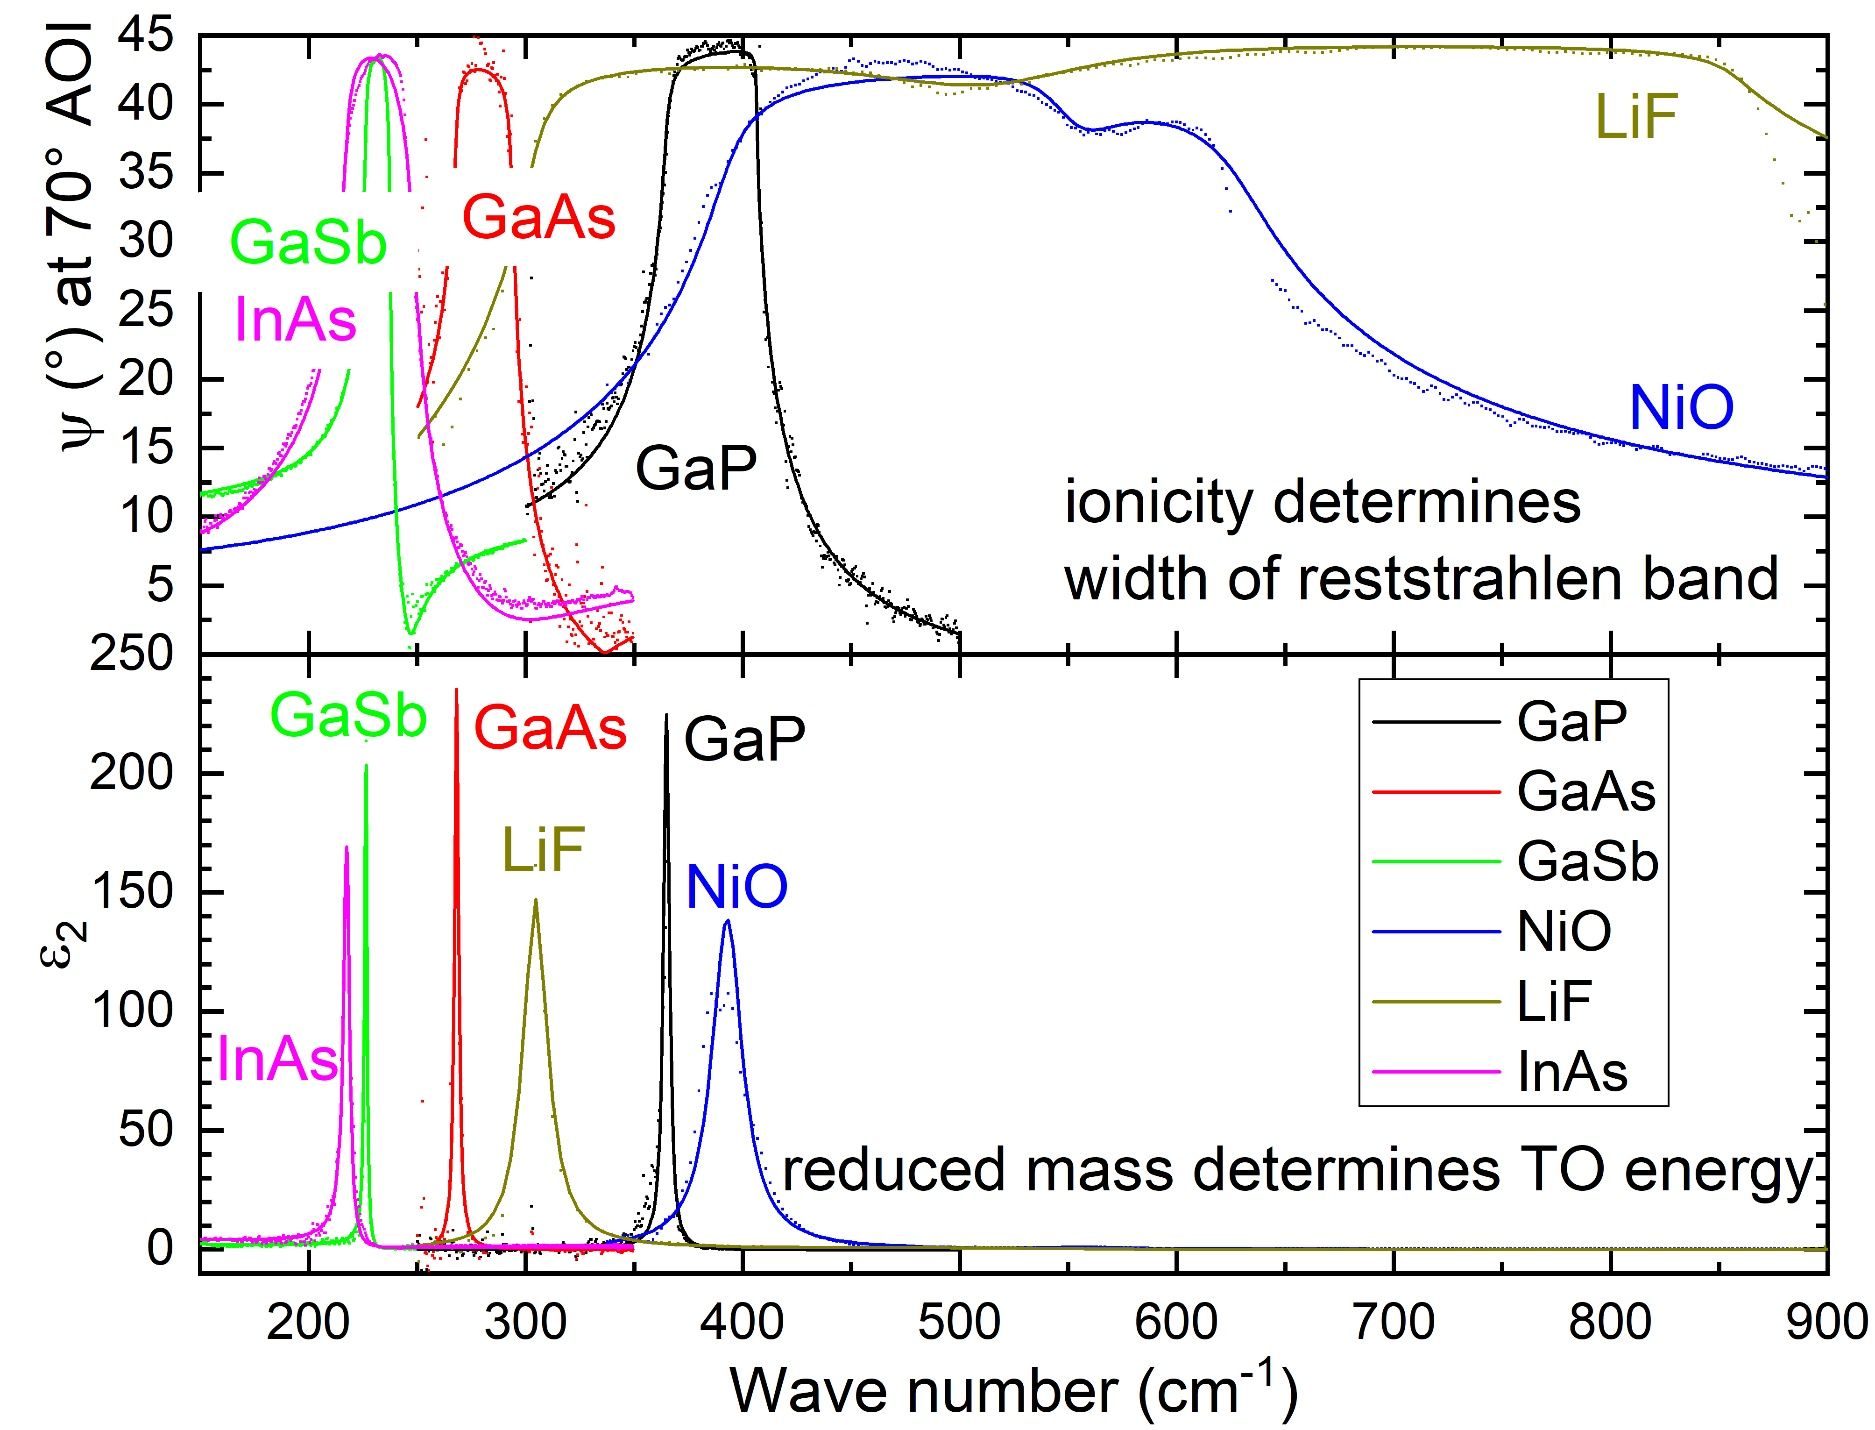 45
40
35
30
25
20
15
10
5
ψ (°) at 70° AOI
GaSb
InAs
GaAs
GaP
LiF
NiO
ionicity determines
width of reststrahlen band
250
200
150
100
50
0
ε2
GaSb
GaAs
GaP
LiF
NiO
InAs
GaP
GaAs
GaSb
NiO
LiF
InAs
reduced mass determines TO energy
200 300 400 500 600 700 800 900
Wave number (cm-1)